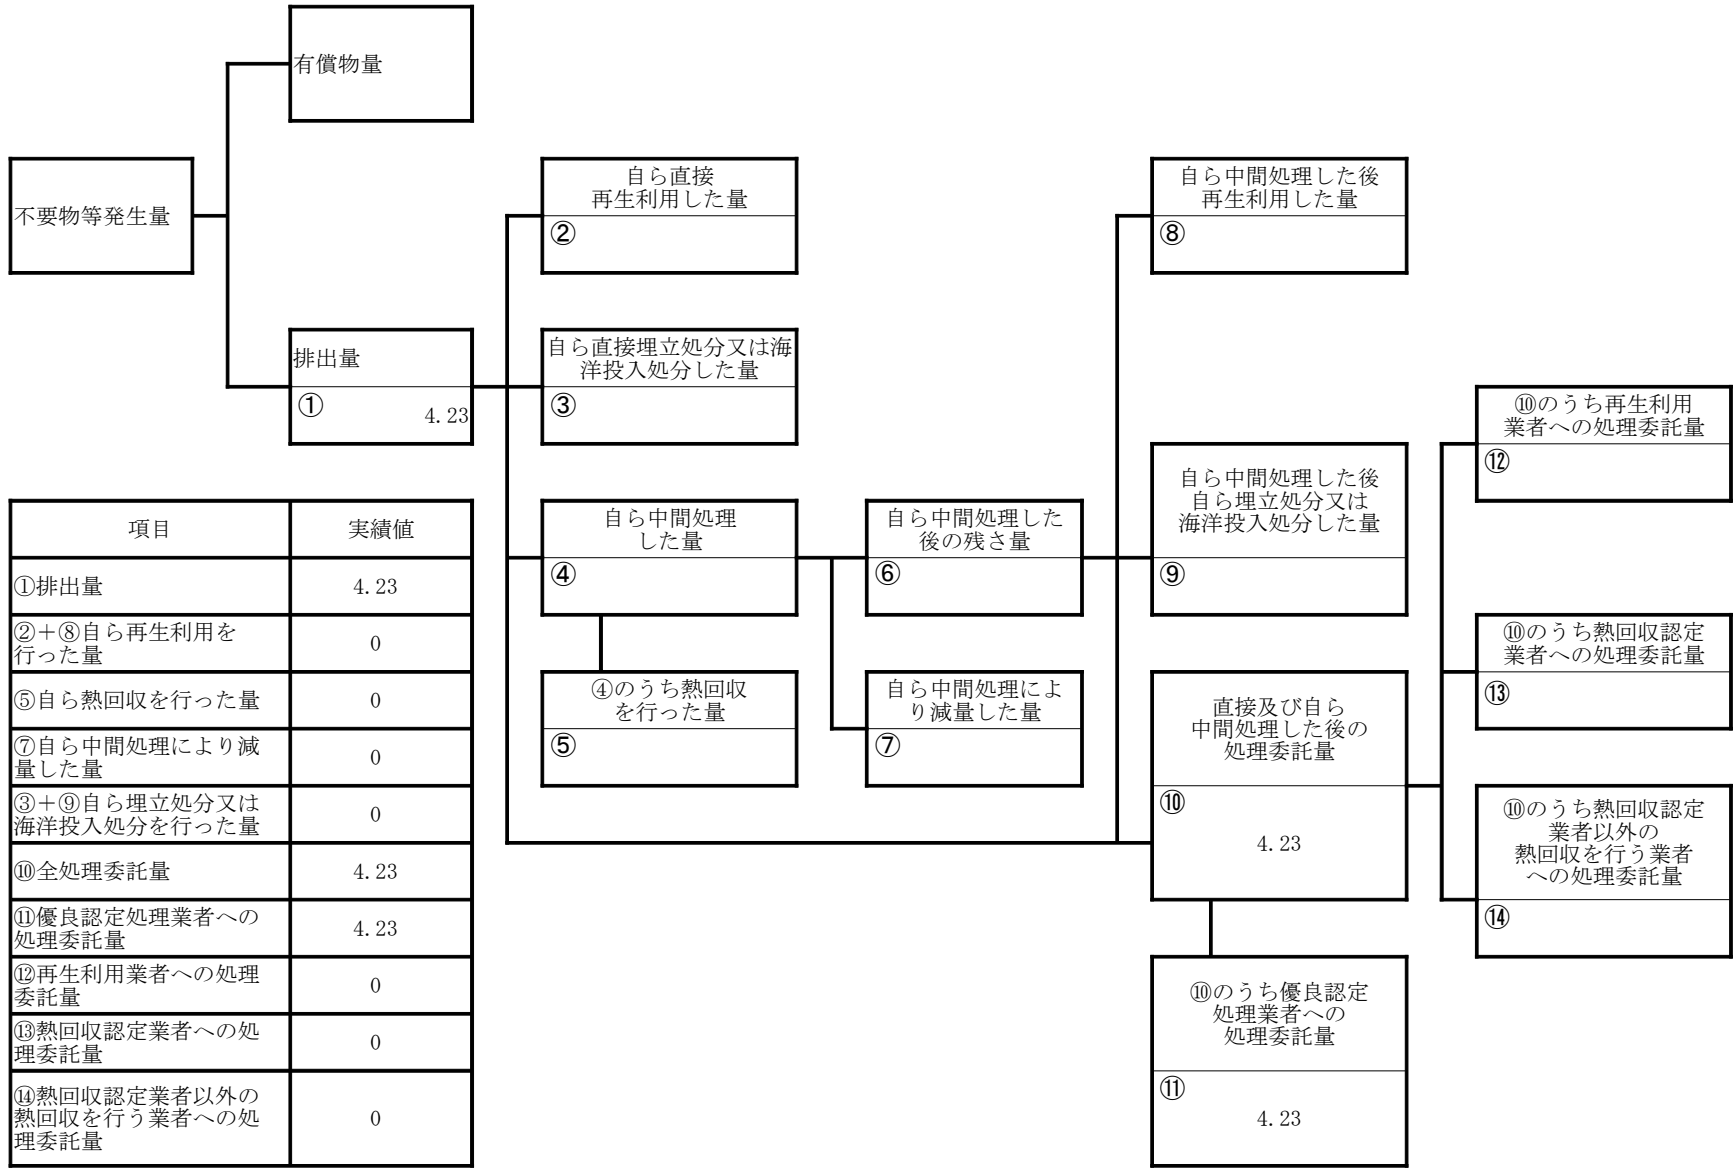 有償物量
不要物等発生量
排出量
①
4.23
自ら直接
再生利用した量
②
自ら直接埋立処分又は海
洋投入処分した量
③
自ら中間処理
した量
④
④のうち熱回収
を行った量
⑤
自ら中間処理した
後の残さ量
⑥
自ら中間処理によ
り減量した量
⑦
自ら中間処理した後
再生利用した量
⑧
自ら中間処理した後
自ら埋立処分又は
海洋投入処分した量
⑨
直接及び自ら
中間処理した後の
処理委託量
⑩
4.23
⑩のうち優良認定
処理業者への
処理委託量
⑪
4.23
⑩のうち再生利用
業者への処理委託量
⑫
⑩のうち熱回収認定
業者への処理委託量
⑬
⑩のうち熱回収認定
業者以外の
熱回収を行う業者
への処理委託量
⑭
項目 実績値
①排出量 4.23
②＋⑧自ら再生利用を
行った量 0
⑤自ら熱回収を行った量 0
⑦自ら中間処理により減
量した量 0
③＋⑨自ら埋立処分又は
海洋投入処分を行った量 0
⑩全処理委託量 4.23
⑪優良認定処理業者への
処理委託量 4.23
⑫再生利用業者への処理
委託量 0
⑬熱回収認定業者への処
理委託量 0
⑭熱回収認定業者以外の
熱回収を行う業者への処
理委託量 0